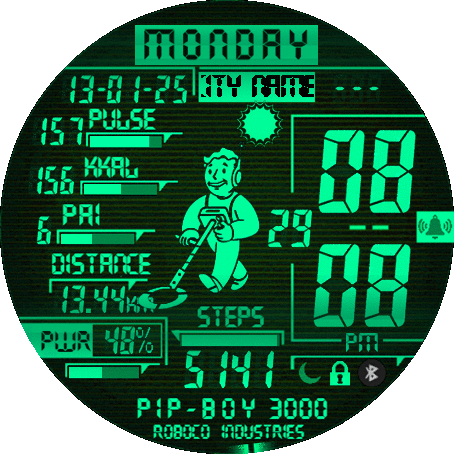 MONDAY
13-01-25
ITY NAME
---
157 PULSE
156 KKAL
6 PAI
DISTANCE
13.44KM
PWR 48%
08
--
08
PM
29
STEPS
5141
PIP-BOY 3000
ROBOCO INDUSTRIES